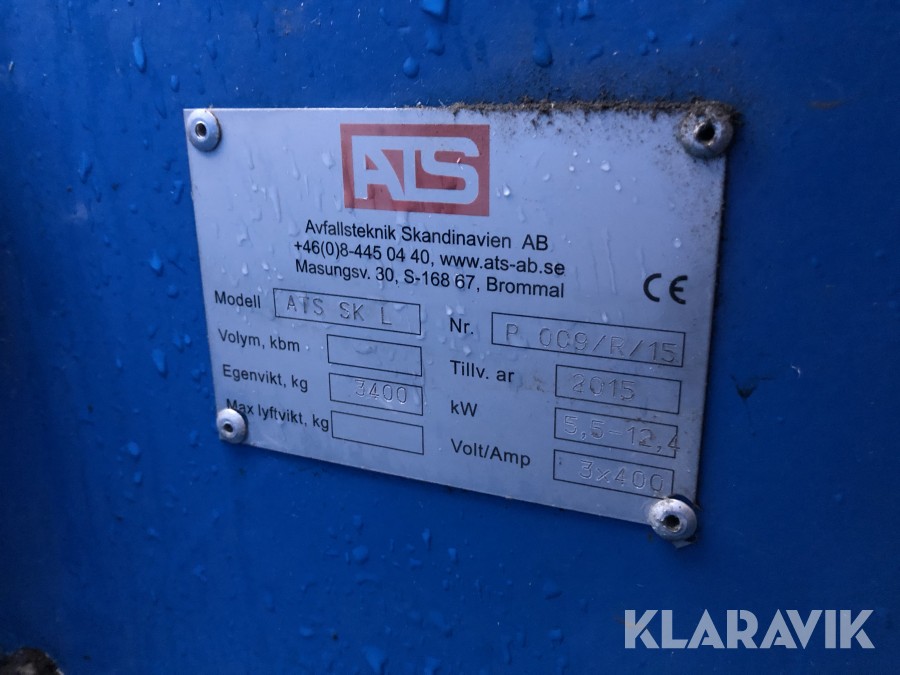 ATS
Avfallsteknik Skandinavien AB
+46(0)8-445 04 40, www.ats-ab.se
Masungsv. 30, S-168 67, Brommal
CE
Modell ATS SK L
Volym, kbm
Egenvikt, kg 3400
Max lyftvikt, kg
Nr. P 009/R/15
Tillv. ar 2015
kW 5,5-12,4
Volt/Amp 3x400
KLARAVIK